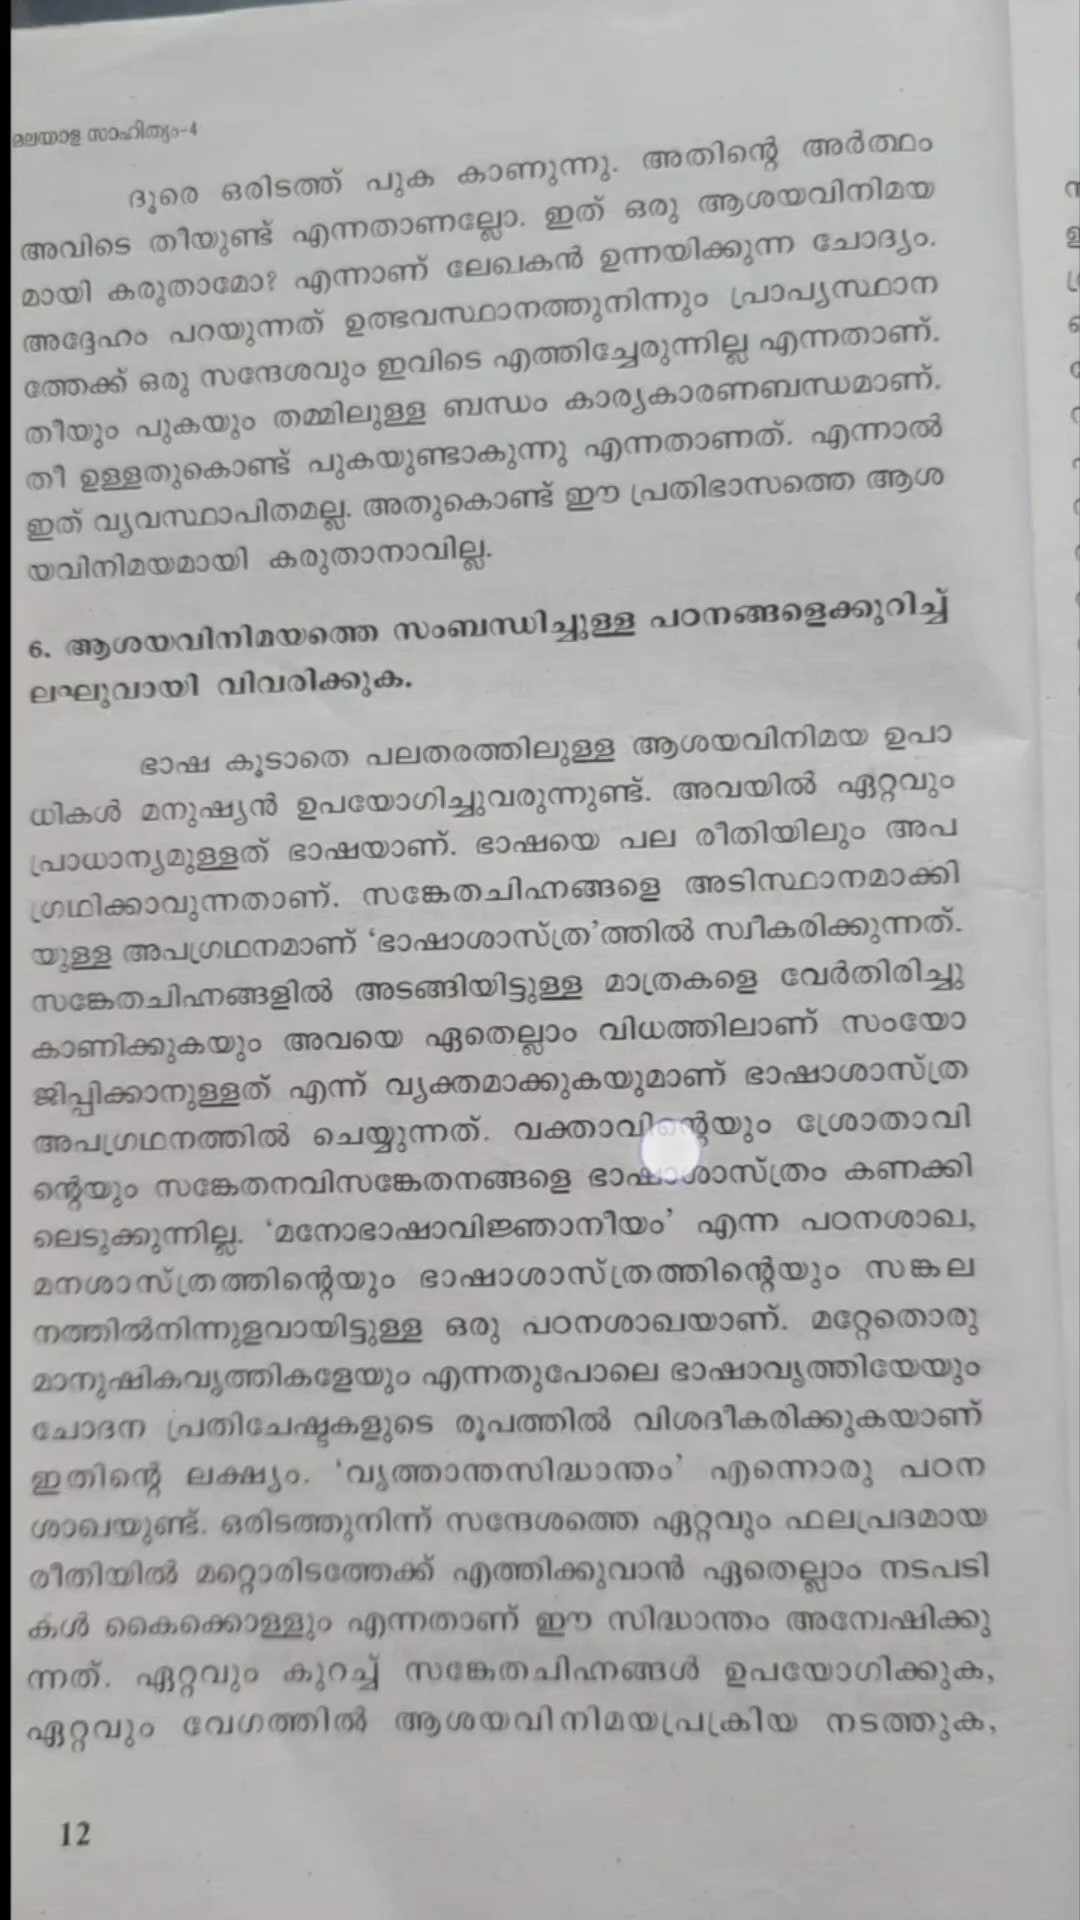 മലയാള സാഹിത്യം-4
ദൂരെ ഒരിടത്ത് പുക കാണുന്നു. അതിന്റെ അർത്ഥം
അവിടെ തീയുണ്ട് എന്നതാണല്ലോ. ഇത് ഒരു ആശയവിനിമയ
മായി കരുതാമോ? എന്നാണ് ലേഖകൻ ഉന്നയിക്കുന്ന ചോദ്യം.
അദ്ദേഹം പറയുന്നത് ഉത്ഭവസ്ഥാനത്തുനിന്നും പ്രാപ്യസ്ഥാന
ത്തേക്ക് ഒരു സന്ദേശവും ഇവിടെ എത്തിച്ചേരുന്നില്ല എന്നതാണ്.
തീയും പുകയും തമ്മിലുള്ള ബന്ധം കാര്യകാരണബന്ധമാണ്.
തീ ഉള്ളതുകൊണ്ട് പുകയുണ്ടാകുന്നു എന്നതാണത്. എന്നാൽ
ഇത് വ്യവസ്ഥാപിതമല്ല. അതുകൊണ്ട് ഈ പ്രതിഭാസത്തെ ആശ
യവിനിമയമായി കരുതാനാവില്ല.
6. ആശയവിനിമയത്തെ സംബന്ധിച്ചുള്ള പഠനങ്ങളെക്കുറിച്ച്
ലഘുവായി വിവരിക്കുക.
ഭാഷ കൂടാതെ പലതരത്തിലുള്ള ആശയവിനിമയ ഉപാ
ധികൾ മനുഷ്യൻ ഉപയോഗിച്ചുവരുന്നുണ്ട്. അവയിൽ ഏറ്റവും
പ്രാധാന്യമുള്ളത് ഭാഷയാണ്. ഭാഷയെ പല രീതിയിലും അപ
ഗ്രഥിക്കാവുന്നതാണ്. സങ്കേതചിഹ്നങ്ങളെ അടിസ്ഥാനമാക്കി
യുള്ള അപഗ്രഥനമാണ് ‘ഭാഷാശാസ്ത്ര’ത്തിൽ സ്വീകരിക്കുന്നത്.
സങ്കേതചിഹ്നങ്ങളിൽ അടങ്ങിയിട്ടുള്ള മാത്രകളെ വേർതിരിച്ചു
കാണിക്കുകയും അവയെ ഏതെല്ലാം വിധത്തിലാണ് സംയോ
ജിപ്പിക്കാനുള്ളത് എന്ന് വ്യക്തമാക്കുകയുമാണ് ഭാഷാശാസ്ത്ര
അപഗ്രഥനത്തിൽ ചെയ്യുന്നത്. വക്താവിന്റെയും ശ്രോതാവി
ന്റെയും സങ്കേതനവിസങ്കേതനങ്ങളെ ഭാഷാശാസ്ത്രം കണക്കി
ലെടുക്കുന്നില്ല. ‘മനോഭാഷാവിജ്ഞാനീയം’ എന്ന പഠനശാഖ,
മനശാസ്ത്രത്തിന്റെയും ഭാഷാശാസ്ത്രത്തിന്റെയും സങ്കല
നത്തിൽനിന്നുളവായിട്ടുള്ള ഒരു പഠനശാഖയാണ്. മറ്റേതൊരു
മാനുഷികവൃത്തികളേയും എന്നതുപോലെ ഭാഷാവൃത്തിയേയും
ചോദന പ്രതിചേഷ്ടകളുടെ രൂപത്തിൽ വിശദീകരിക്കുകയാണ്
ഇതിന്റെ ലക്ഷ്യം. ‘വൃത്താന്തസിദ്ധാന്തം’ എന്നൊരു പഠന
ശാഖയുണ്ട്. ഒരിടത്തുനിന്ന് സന്ദേശത്തെ ഏറ്റവും ഫലപ്രദമായ
രീതിയിൽ മറ്റൊരിടത്തേക്ക് എത്തിക്കുവാൻ ഏതെല്ലാം നടപടി
കൾ കൈക്കൊള്ളും എന്നതാണ് ഈ സിദ്ധാന്തം അന്വേഷിക്കു
ന്നത്. ഏറ്റവും കുറച്ച് സങ്കേതചിഹ്നങ്ങൾ ഉപയോഗിക്കുക,
ഏറ്റവും വേഗത്തിൽ ആശയവിനിമയപ്രക്രിയ നടത്തുക,
12